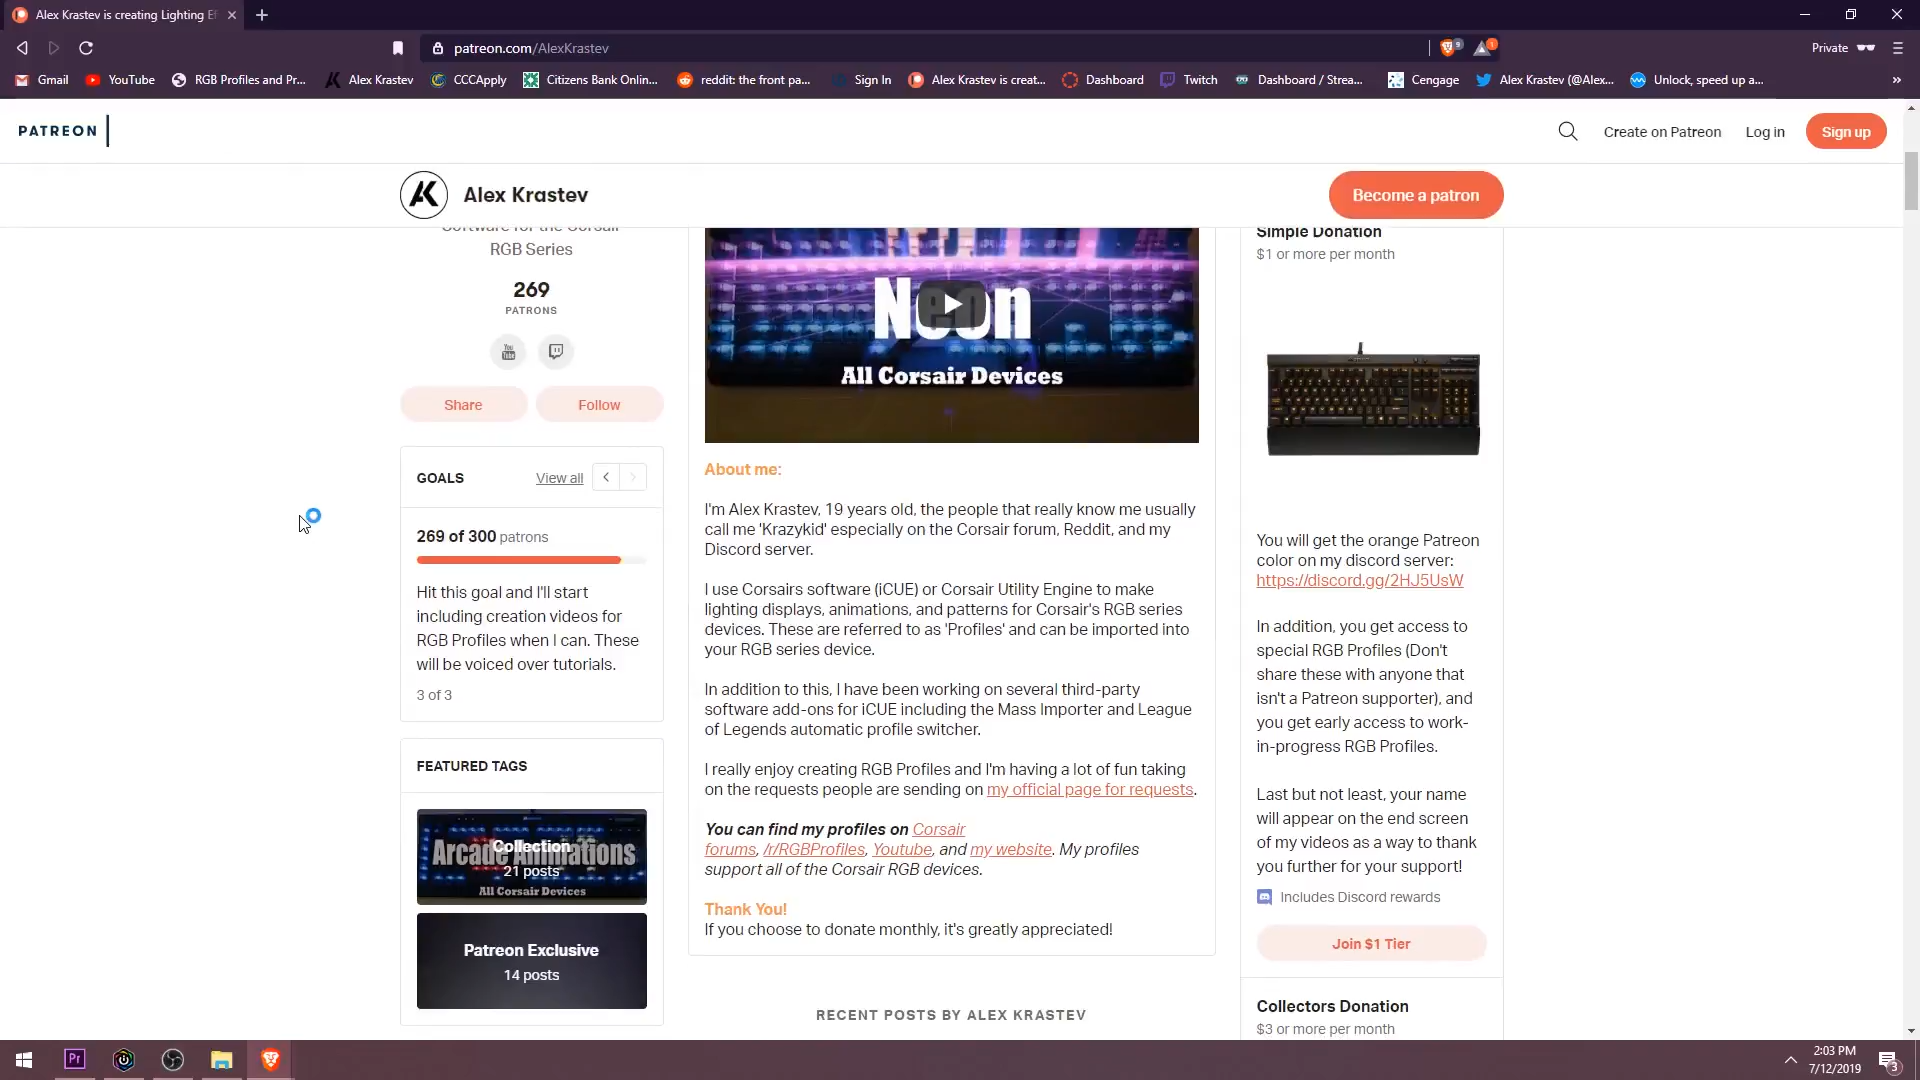 Alex Krastev is creating Lighting Ef
patreon.com/AlexKrastev
9
1
Private
Gmail
YouTube
RGB Profiles and Pr...
Alex Krastev
CCCApply
Citizens Bank Onlin...
reddit: the front pa...
Sign In
Alex Krastev is creat...
Dashboard
Twitch
Dashboard / Strea...
Cengage
Alex Krastev (@Alex...
Unlock, speed up a...
»
PATREON
Create on Patreon
Log in
Sign up
AK
Alex Krastev
Become a patron
Software for the Corsair
RGB Series
269
PATRONS
You
Tube
Share
Follow
GOALS
View all
269 of 300 patrons
Hit this goal and I'll start
including creation videos for
RGB Profiles when I can. These
will be voiced over tutorials.
3 of 3
FEATURED TAGS
Arcade Animations
Collection
21 posts
All Corsair Devices
Patreon Exclusive
14 posts
Neon
All Corsair Devices
About me:
I'm Alex Krastev, 19 years old, the people that really know me usually
call me 'Krazykid' especially on the Corsair forum, Reddit, and my
Discord server.
I use Corsairs software (iCUE) or Corsair Utility Engine to make
lighting displays, animations, and patterns for Corsair's RGB series
devices. These are referred to as 'Profiles' and can be imported into
your RGB series device.
In addition to this, I have been working on several third-party
software add-ons for iCUE including the Mass Importer and League
of Legends automatic profile switcher.
I really enjoy creating RGB Profiles and I'm having a lot of fun taking
on the requests people are sending on my official page for requests.
You can find my profiles on Corsair
forums, /r/RGBProfiles, Youtube, and my website. My profiles
support all of the Corsair RGB devices.
Thank You!
If you choose to donate monthly, it's greatly appreciated!
RECENT POSTS BY ALEX KRASTEV
Simple Donation
$1 or more per month
You will get the orange Patreon
color on my discord server:
https://discord.gg/2HJ5UsW
In addition, you get access to
special RGB Profiles (Don't
share these with anyone that
isn't a Patreon supporter), and
you get early access to work-
in-progress RGB Profiles.
Last but not least, your name
will appear on the end screen
of my videos as a way to thank
you further for your support!
Includes Discord rewards
Join $1 Tier
Collectors Donation
$3 or more per month
Pr
2:03 PM
7/12/2019
3